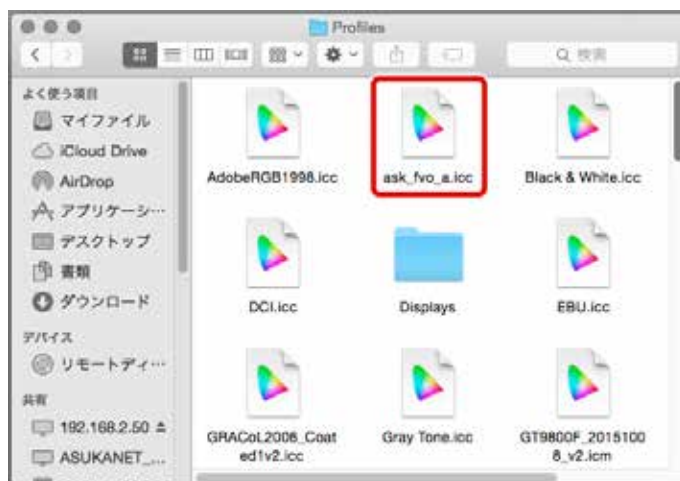 Profiles
検索
よく使う項目
マイファイル
iCloud Drive
AirDrop
アプリケーシ…
デスクトップ
書類
ダウンロード
デバイス
リモートディ…
共有
192.168.2.50
ASUKANET_…
AdobeRGB1998.icc
ask_fvo_a.icc
Black & White.icc
DCI.icc
Displays
EBU.icc
GRACoL2006_Coat
ed1v2.icc
Gray Tone.icc
GT9800F_2015100
8_v2.icm